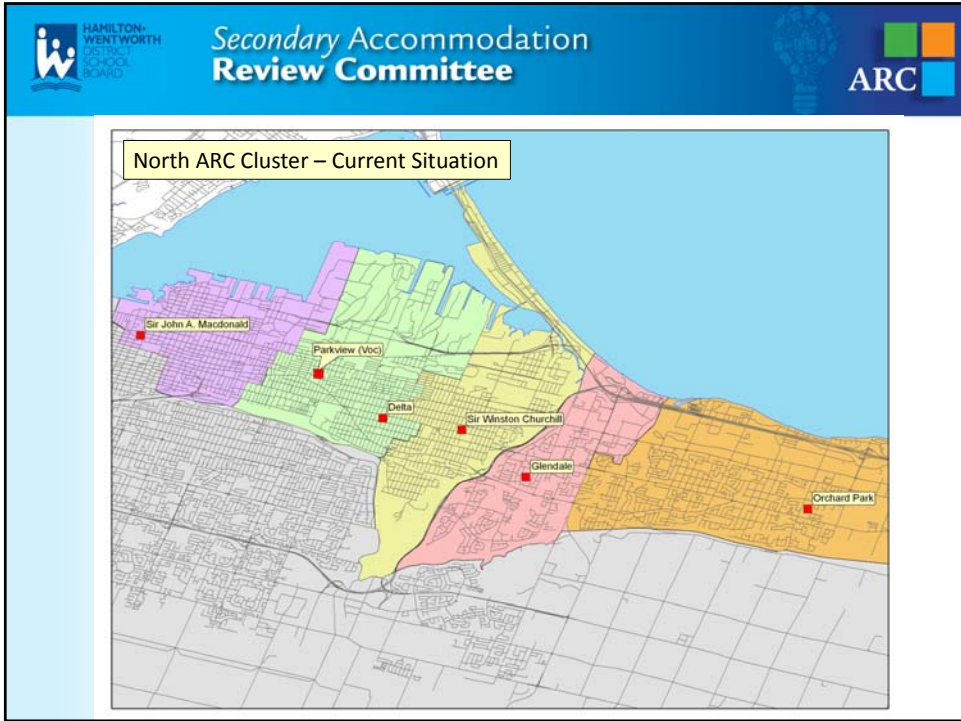 HAMILTON-
WENTWORTH
DISTRICT
SCHOOL
BOARD
Secondary Accommodation
Review Committee
ARC
North ARC Cluster – Current Situation
Sir John A. Macdonald
Parkview (Voc)
Delta
Sir Winston Churchill
Glendale
Orchard Park